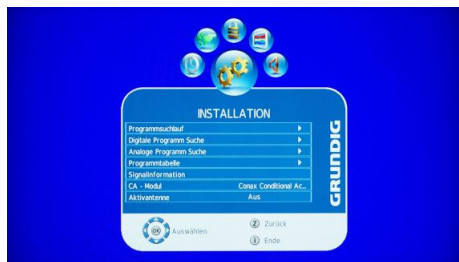 INSTALLATION
Programmsuchlauf
Digitale Programm Suche
Analoge Programm Suche
Programmtabelle
Signalinformation
CA - Modul Conax Conditional Ac...
Aktivantenne Aus
GRUNDIG
OK Auswählen
2 Zurück
i Ende